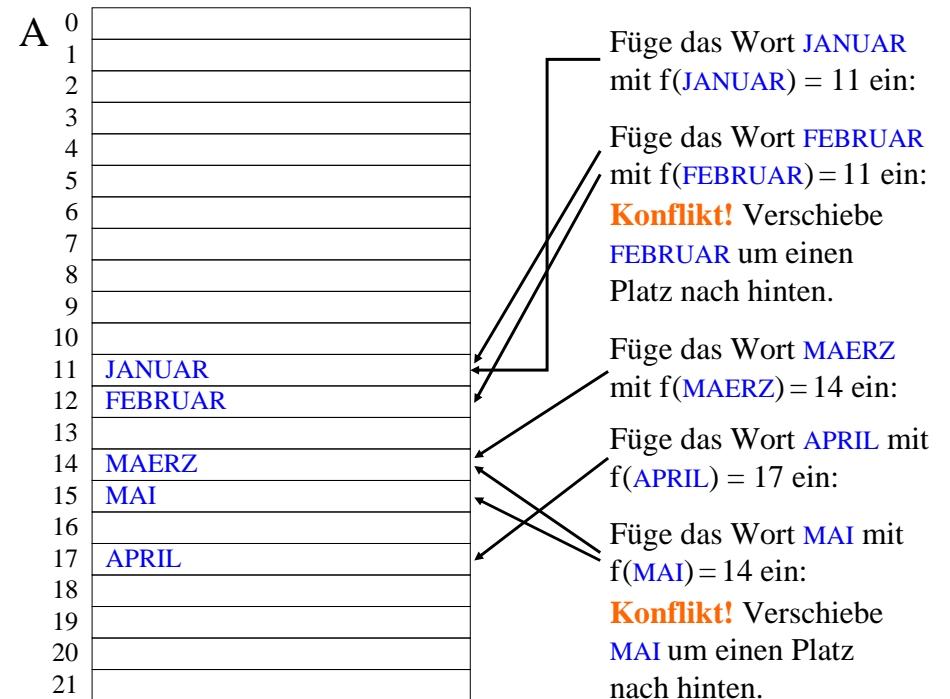 A
0
1
2
3
4
5
6
7
8
9
10
11 JANUAR
12 FEBRUAR
13
14 MAERZ
15 MAI
16
17 APRIL
18
19
20
21
Füge das Wort JANUAR
mit f(JANUAR) = 11 ein:
Füge das Wort FEBRUAR
mit f(FEBRUAR) = 11 ein:
Konflikt! Verschiebe
FEBRUAR um einen
Platz nach hinten.
Füge das Wort MAERZ
mit f(MAERZ) = 14 ein:
Füge das Wort APRIL mit
f(APRIL) = 17 ein:
Füge das Wort MAI mit
f(MAI) = 14 ein:
Konflikt! Verschiebe
MAI um einen Platz
nach hinten.